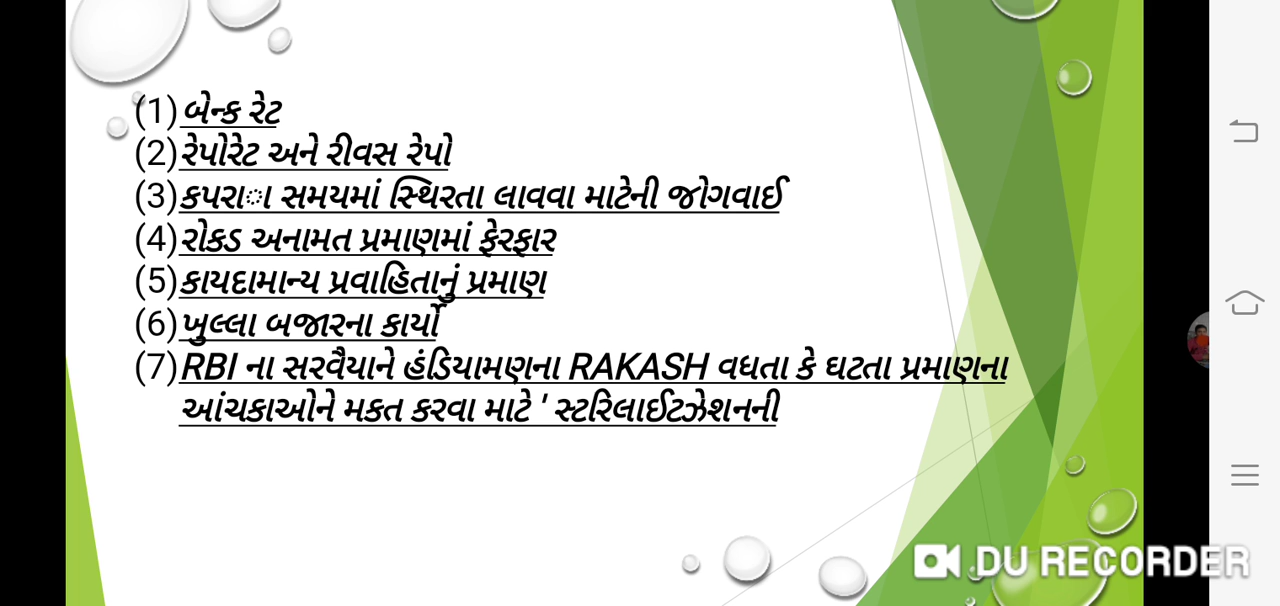 (1) બેન્ક રેટ
(2) રેપોરેટ અને રીવસ રેપો
(3) કપરાાા સમયમાં સ્થિરતા લાવવા માટેની જોગવાઈ
(4) રોકડ અનામત પ્રમાણમાં ફેરફાર
(5) કાયદામાન્ય પ્રવાહિતાનું પ્રમાણ
(6) ખુલ્લા બજારના કાર્યો
(7) RBI ના સરવૈયાને હંડિયામણના RAKASH વધતા કે ઘટતા પ્રમાણના
આંચકાઓને મકત કરવા માટે ' સ્ટરિલાઈટઝેશનની
DU RECORDER